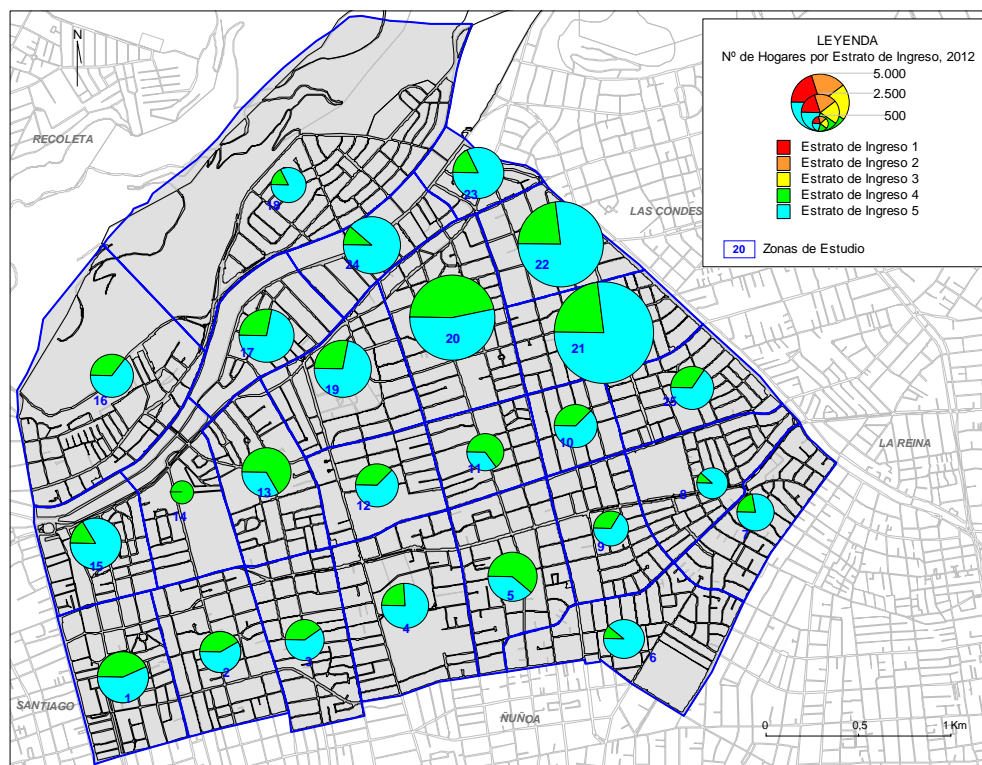 N
LEYENDA
Nº de Hogares por Estrato de Ingreso, 2012
5.000
2.500
500
Estrato de Ingreso 1
Estrato de Ingreso 2
Estrato de Ingreso 3
Estrato de Ingreso 4
Estrato de Ingreso 5
20 Zonas de Estudio
RECOLETA
LAS CONDES
LA REINA
SANTIAGO
ÑUÑOA
23
18
24
22
20
17
21
19
16
25
10
11
13
12
8
14
7
9
15
5
4
3
2
6
1
0 0.5 1 Km